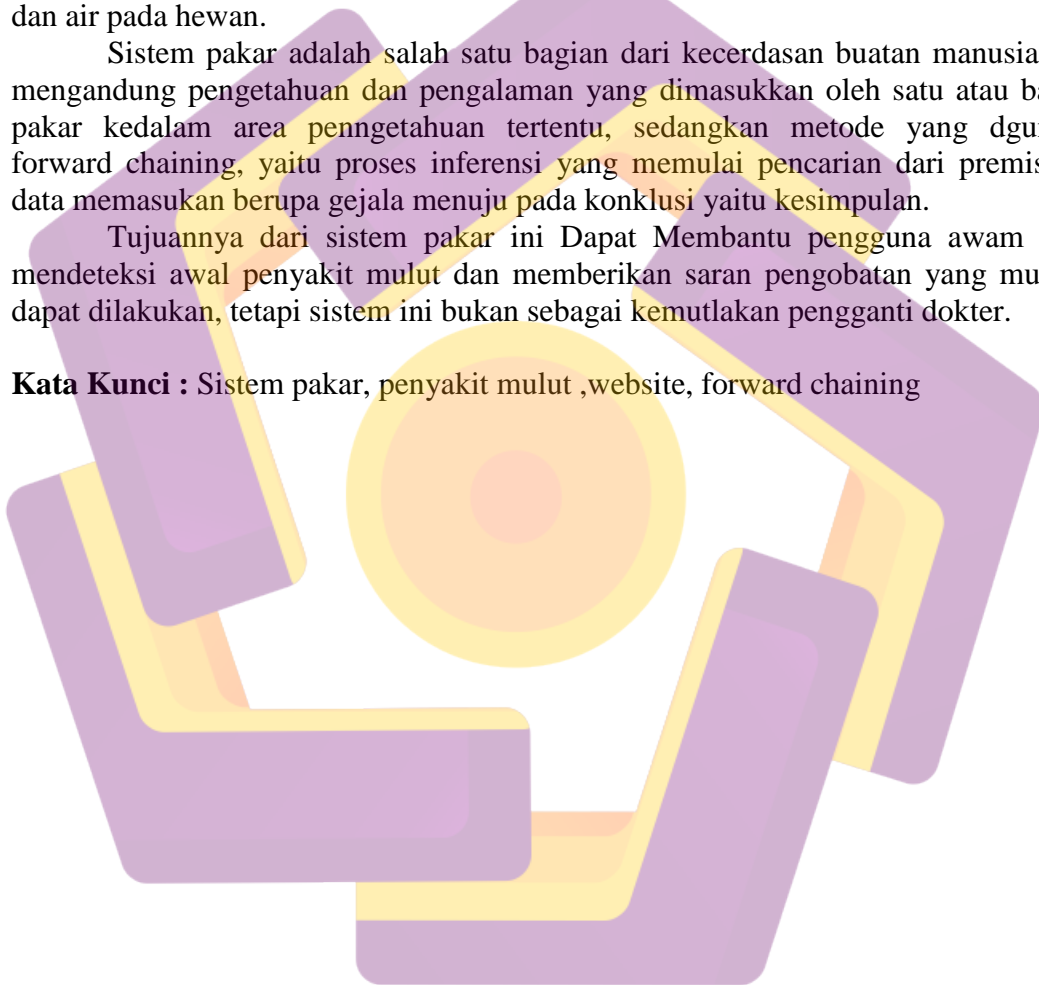 dan air pada hewan.
Sistem pakar adalah salah satu bagian dari kecerdasan buatan manusia
mengandung pengetahuan dan pengalaman yang dimasukkan oleh satu atau
pakar kedalam area penngetahuan tertentu, sedangkan metode yang
forward chaining, yaitu proses inferensi yang memulai pencarian dari premis
data memasukan berupa gejala menuju pada konklusi yaitu kesimpulan.
Tujuannya dari sistem pakar ini Dapat Membantu pengguna awam
mendeteksi awal penyakit mulut dan memberikan saran pengobatan yang
dapat dilakukan, tetapi sistem ini bukan sebagai kemutlakan pengganti dokter.
Kata Kunci : Sistem pakar, penyakit mulut ,website, forward chaining